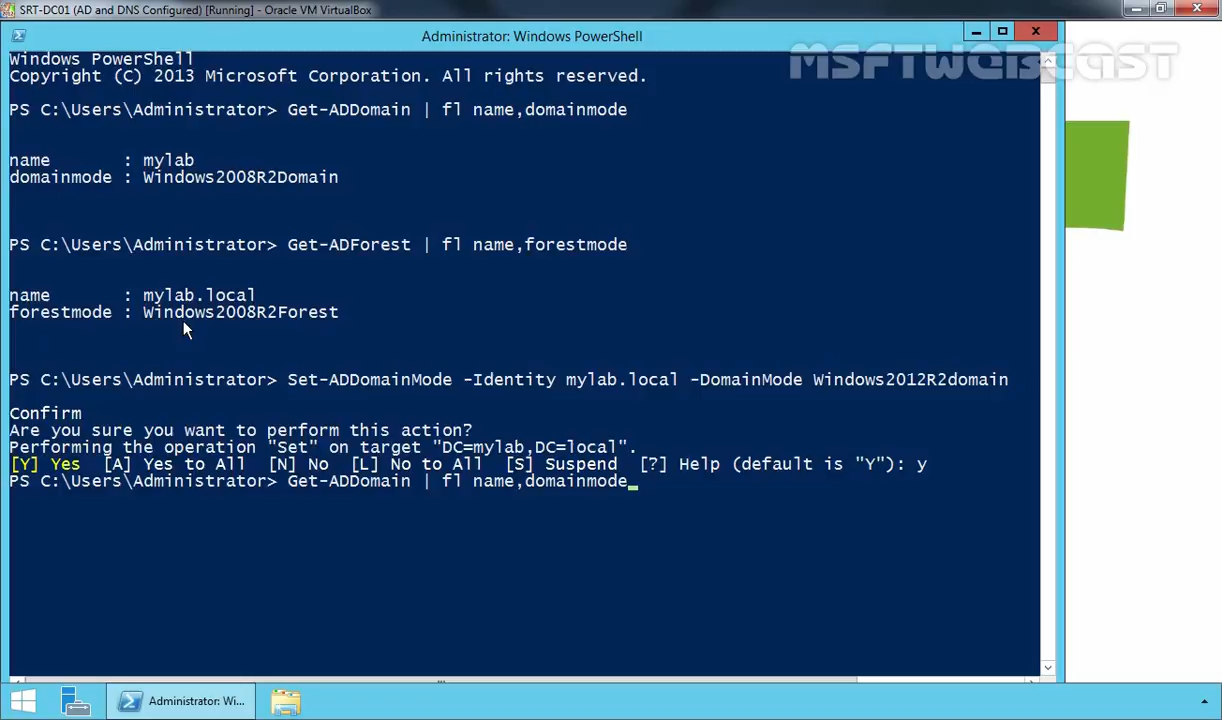 SRT-DC01 (AD and DNS Configured) [Running] - Oracle VM VirtualBox
Administrator: Windows PowerShell
MSFTWEBCAST
Windows PowerShell
Copyright (C) 2013 Microsoft Corporation. All rights reserved.
PS C:\Users\Administrator> Get-ADDomain | fl name,domainmode
name       : mylab
domainmode : Windows2008R2Domain
PS C:\Users\Administrator> Get-ADForest | fl name,forestmode
name       : mylab.local
forestmode : Windows2008R2Forest
PS C:\Users\Administrator> Set-ADDomainMode -Identity mylab.local -DomainMode Windows2012R2domain
Confirm
Are you sure you want to perform this action?
Performing the operation "Set" on target "DC=mylab,DC=local".
[Y] Yes  [A] Yes to All  [N] No  [L] No to All  [S] Suspend  [?] Help (default is "Y"): y
PS C:\Users\Administrator> Get-ADDomain | fl name,domainmode
Administrator: Wi...